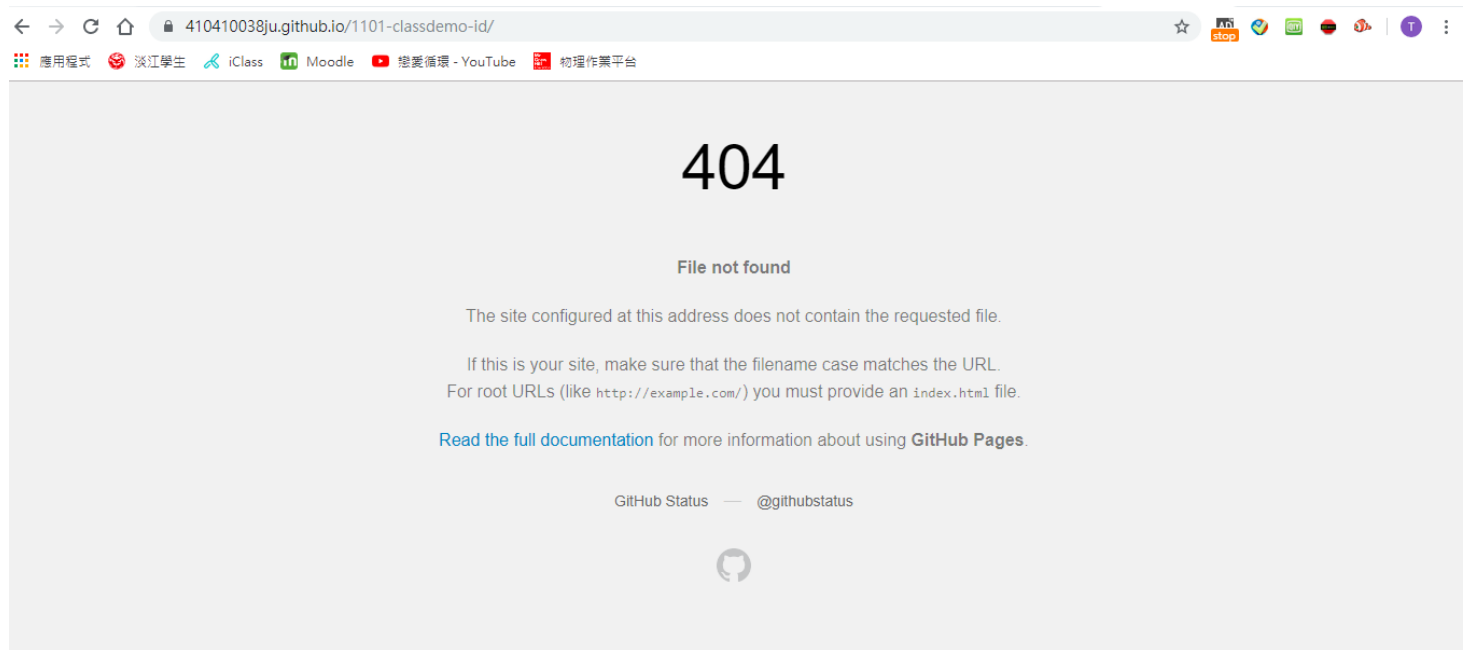 410410038ju.github.io/1101-classdemo-id/
AD
stop
T
應用程式 淡江學生 iClass Moodle 戀愛循環 - YouTube 物理作業平台
404
File not found
The site configured at this address does not contain the requested file.
If this is your site, make sure that the filename case matches the URL.
For root URLs (like http://example.com/) you must provide an index.html file.
Read the full documentation for more information about using GitHub Pages.
GitHub Status — @githubstatus